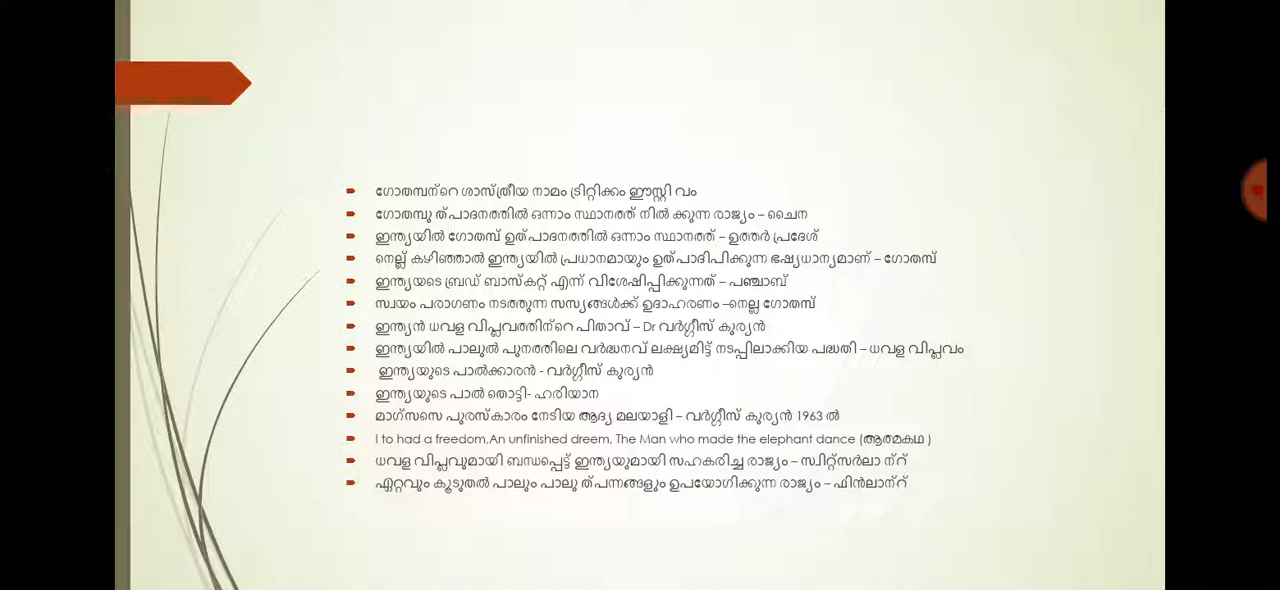 ഗോതമ്പന്റെ ശാസ്ത്രീയ നാമം ട്രിറ്റിക്കം ഈസ്റ്റി വം
ഗോതമ്പു ത്പാദനത്തിൽ ഒന്നാം സ്ഥാനത്ത് നിൽ ക്കുന്ന രാജ്യം – ചൈന
ഇന്ത്യയിൽ ഗോതമ്പ് ഉത്പാദനത്തിൽ ഒന്നാം സ്ഥാനത്ത് – ഉത്തർ പ്രദേശ്
നെല്ല് കഴിഞ്ഞാൽ ഇന്ത്യയിൽ പ്രധാനമായും ഉത്പാദിപിക്കുന്ന ഭഷ്യധാന്യമാണ് – ഗോതമ്പ്
ഇന്ത്യയടെ ബ്രഡ് ബാസ്കറ്റ് എന്ന് വിശേഷിപ്പിക്കുന്നത് – പഞ്ചാബ്
സ്വയം പരാഗണം നടത്തുന്ന സസ്യങ്ങൾക്ക് ഉദാഹരണം –നെല്ല ഗോതമ്പ്
ഇന്ത്യൻ ധവള വിപ്ലവത്തിന്റെ പിതാവ് – Dr വർഗ്ഗീസ് കുര്യൻ
ഇന്ത്യയിൽ പാലുൽ പുനത്തിലെ വർദ്ധനവ് ലക്ഷ്യമിട്ട് നടപ്പിലാക്കിയ പദ്ധതി – ധവള വിപ്ലവം
ഇന്ത്യയുടെ പാൽക്കാരൻ - വർഗ്ഗീസ് കുര്യൻ
ഇന്ത്യയുടെ പാൽ തൊട്ടി- ഹരിയാന
മാഗ്സസെ പുരസ്കാരം നേടിയ ആദ്യ മലയാളി – വർഗ്ഗീസ് കുര്യൻ 1963 ൽ
I to had a freedom,An unfinished dreem, The Man who made the elephant dance (ആത്മകഥ )
ധവള വിപ്ലവുമായി ബന്ധപ്പെട്ട് ഇന്ത്യയുമായി സഹകരിച്ച രാജ്യം – സ്വിറ്റ്സർലാ ന്റ്
ഏറ്റവും കൂടുതൽ പാലും പാലു ത്പന്നങ്ങളും ഉപയോഗിക്കുന്ന രാജ്യം – ഫിൻലാന്റ്